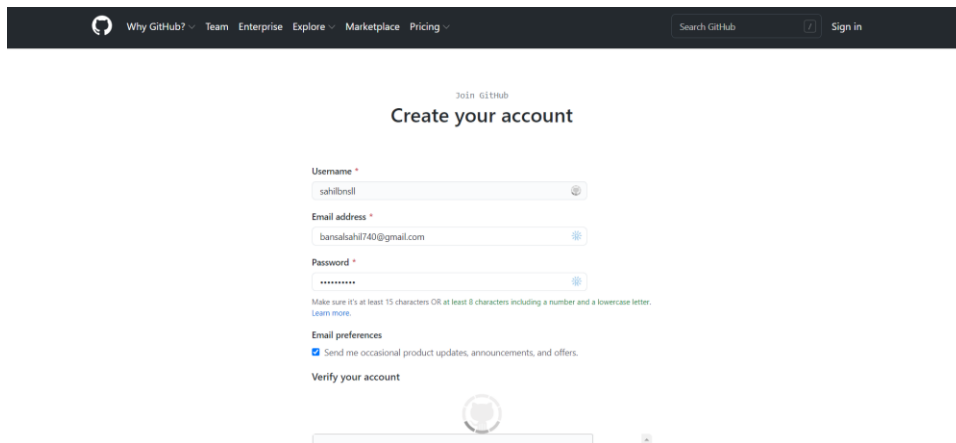 Why GitHub? Team Enterprise Explore Marketplace Pricing Search GitHub / Sign in
Join GitHub
Create your account
Username *
sahilbnsll
Email address *
bansalsahil740@gmail.com
Password *
••••••••••
Make sure it's at least 15 characters OR at least 8 characters including a number and a lowercase letter.
Learn more.
Email preferences
Send me occasional product updates, announcements, and offers.
Verify your account